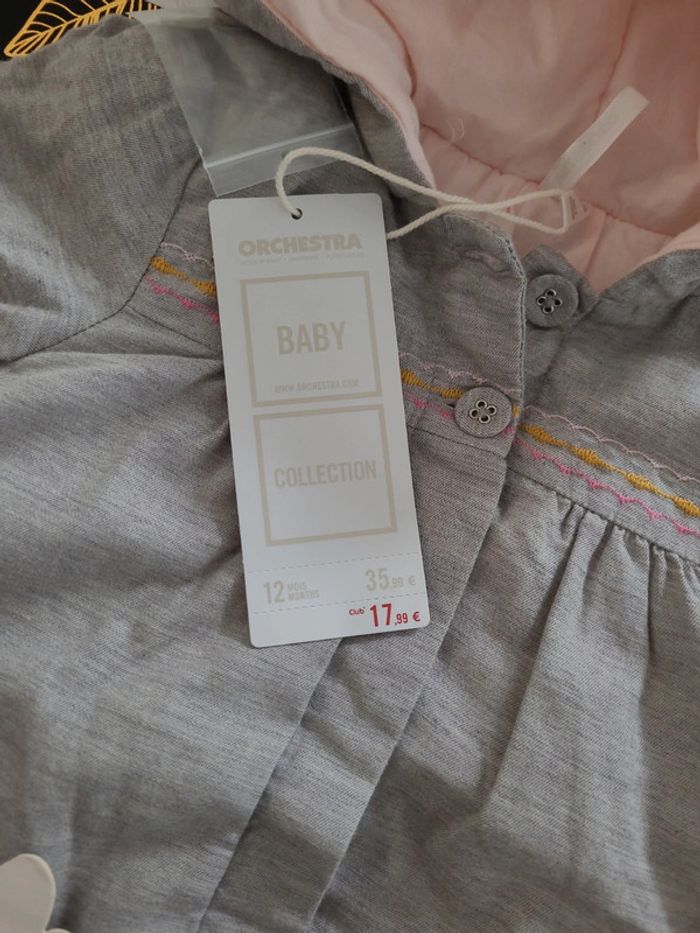 ORCHESTRA
BABY
WWW.ORCHESTRA.COM
COLLECTION
12 MOIS
MONTHS
35,99 €
Club 17,99 €